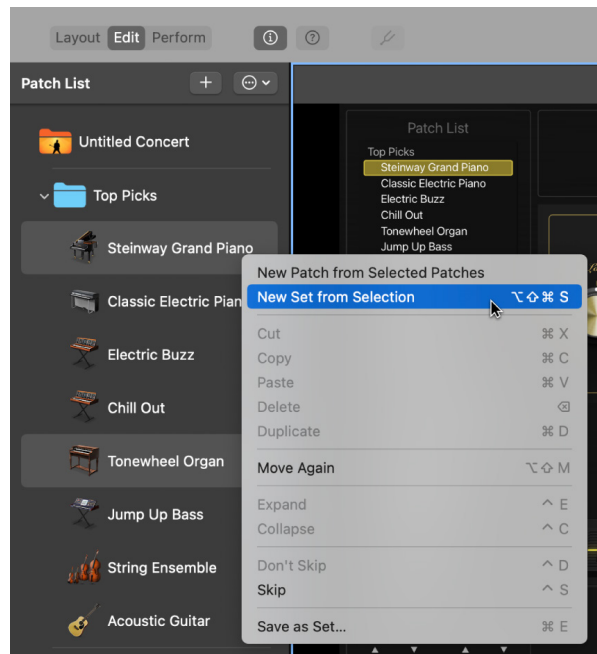 Layout Edit Perform
Patch List
Untitled Concert
Top Picks
Steinway Grand Piano
Classic Electric Pian
Electric Buzz
Chill Out
Tonewheel Organ
Jump Up Bass
String Ensemble
Acoustic Guitar
Patch List
Top Picks
Steinway Grand Piano
Classic Electric Piano
Electric Buzz
Chill Out
Tonewheel Organ
Jump Up Bass
New Patch from Selected Patches
New Set from Selection ⌥⇧⌘ S
Cut ⌘ X
Copy ⌘ C
Paste ⌘ V
Delete ⌫
Duplicate ⌘ D
Move Again ⌥⇧ M
Expand ^ E
Collapse ^ C
Don't Skip ^ D
Skip ^ S
Save as Set... ⌘ E